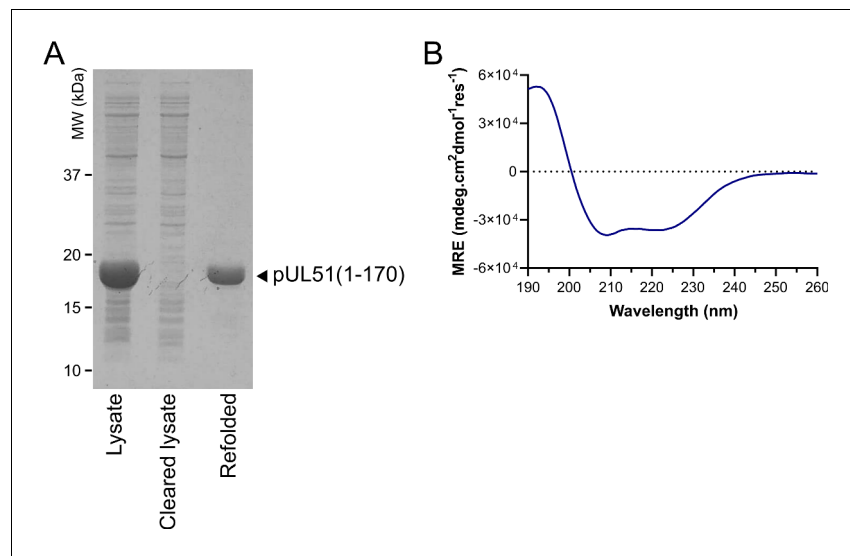 A
MW (kDa)
37
20
15
10
pUL51(1-170)
Lysate
Cleared lysate
Refolded
B
MRE (mdeg.cm²dmol⁻¹res⁻¹)
6×10⁴
3×10⁴
0
-3×10⁴
-6×10⁴
190 200 210 220 230 240 250 260
Wavelength (nm)